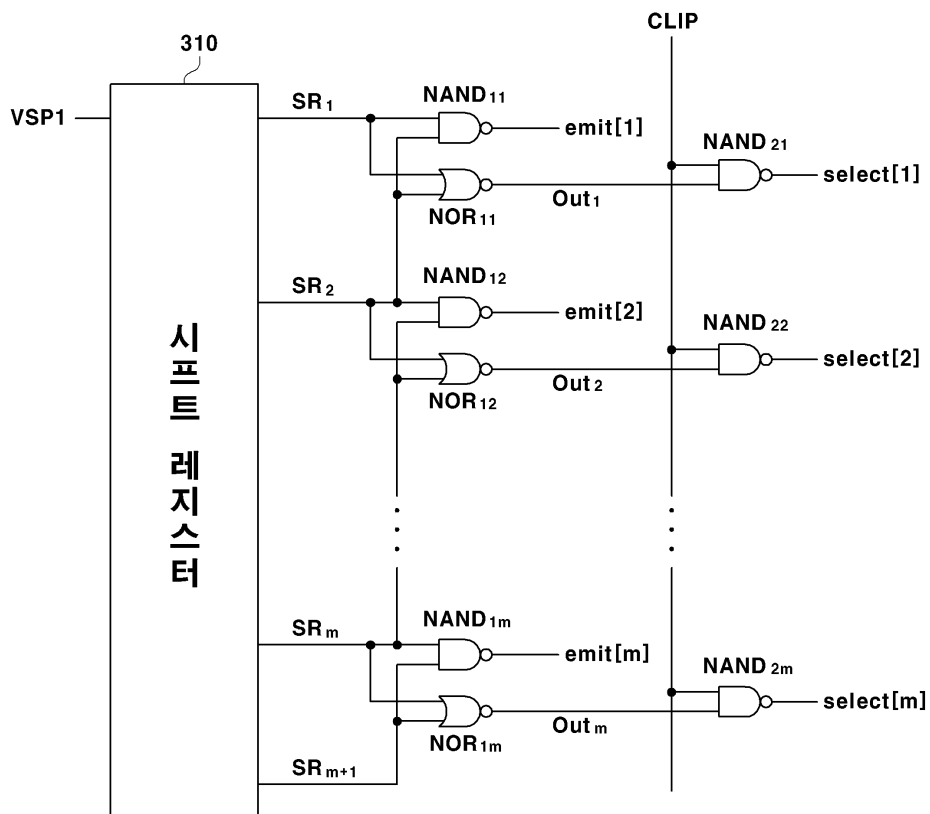 CLIP
310
VSP1
SR1
NAND11
emit[1]
NAND21
select[1]
Out1
NOR11
SR2
NAND12
emit[2]
NAND22
select[2]
Out2
NOR12
시프트 레지스터
SRm
NAND1m
emit[m]
NAND2m
select[m]
Outm
NOR1m
SRm+1